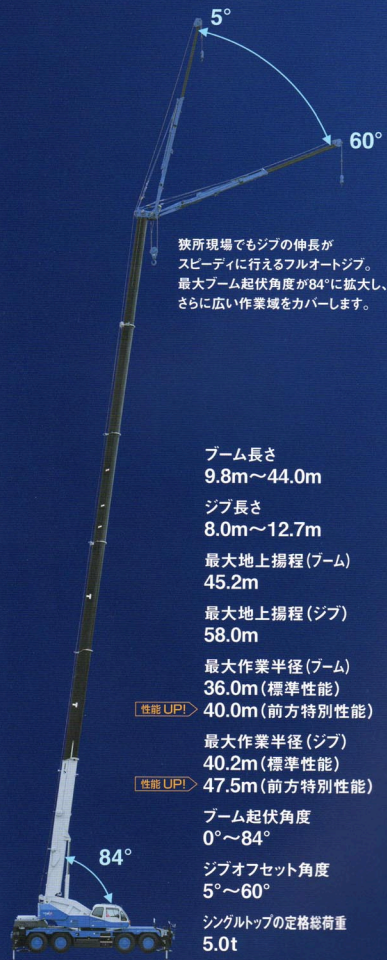 5°
60°
狭所現場でもジブの伸長が
スピーディに行えるフルオートジブ。
最大ブーム起伏角度が84°に拡大し、
さらに広い作業域をカバーします。
ブーム長さ
9.8m～44.0m
ジブ長さ
8.0m～12.7m
最大地上揚程(ブーム)
45.2m
最大地上揚程(ジブ)
58.0m
最大作業半径(ブーム)
36.0m(標準性能)
性能UP! 40.0m(前方特別性能)
最大作業半径(ジブ)
40.2m(標準性能)
性能UP! 47.5m(前方特別性能)
ブーム起伏角度
0°～84°
84°
ジブオフセット角度
5°～60°
シングルトップの定格総荷重
5.0t